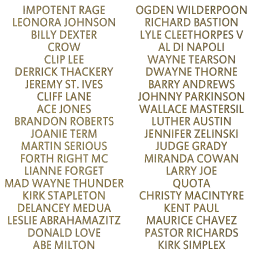 IMPOTENT RAGE
LEONORA JOHNSON
BILLY DEXTER
CROW
CLIP LEE
DERRICK THACKERY
JEREMY ST. IVES
CLIFF LANE
ACE JONES
BRANDON ROBERTS
JOANIE TERM
MARTIN SERIOUS
FORTH RIGHT MC
LIANNE FORGET
MAD WAYNE THUNDER
KIRK STAPLETON
DELANCEY MEDUA
LESLIE ABRAHAMAZITZ
DONALD LOVE
ABE MILTON
OGDEN WILDERPOON
RICHARD BASTION
LYLE CLEETHORPES V
AL DI NAPOLI
WAYNE TEARSON
DWAYNE THORNE
BARRY ANDREWS
JOHNNY PARKINSON
WALLACE MASTERSIL
LUTHER AUSTIN
JENNIFER ZELINSKI
JUDGE GRADY
MIRANDA COWAN
LARRY JOE
QUOTA
CHRISTY MACINTYRE
KENT PAUL
MAURICE CHAVEZ
PASTOR RICHARDS
KIRK SIMPLEX